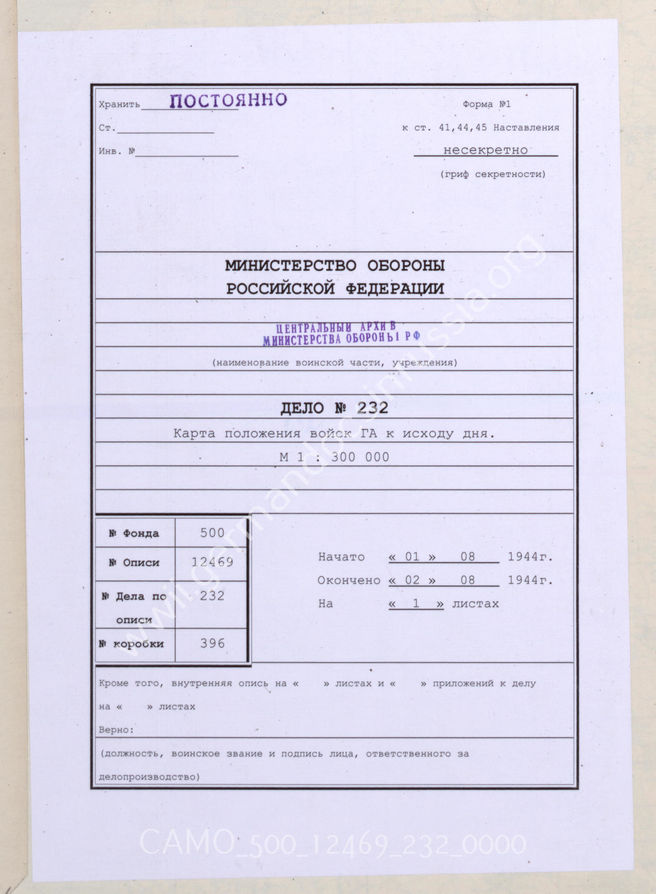 Хранить ПОСТОЯННО
Форма №1
Ст.
к ст. 41,44,45 Наставления
Инв. №
несекретно
(гриф секретности)
МИНИСТЕРСТВО ОБОРОНЫ
РОССИЙСКОЙ ФЕДЕРАЦИИ
ЦЕНТРАЛЬНЫЙ АРХИВ
МИНИСТЕРСТВА ОБОРОНЫ РФ
(наименование воинской части, учреждения)
ДЕЛО № 232
Карта положения войск ГА к исходу дня.
М 1 : 300 000
№ Фонда 500
№ Описи 12469
№ Дела по описи 232
№ коробки 396
Начато « 01 » 08 1944г.
Окончено « 02 » 08 1944г.
На « 1 » листах
Кроме того, внутренняя опись на « » листах и « » приложений к делу
на « » листах
Верно:
(должность, воинское звание и подпись лица, ответственного за
делопроизводство)
www.germandocsinrussia.org
CAMO_500_12469_232_0000